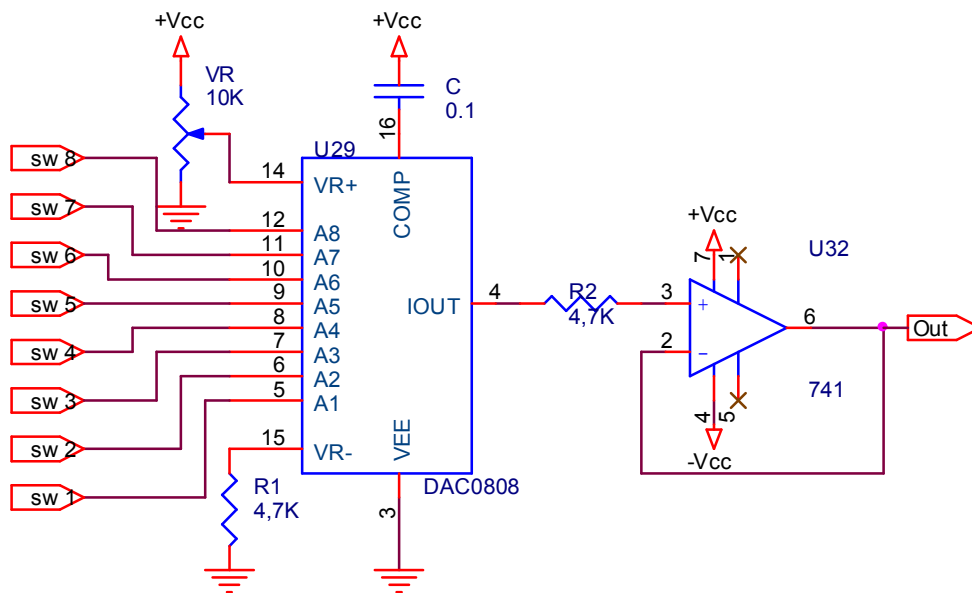 +Vcc
+Vcc
VR
10K
C
0.1
16
U29
sw 8
14
VR+
COMP
sw 7
12
A8
+Vcc
11
A7
sw 6
10
A6
7
1
U32
sw 5
9
A5
IOUT
4
R2
4,7K
3
+
6
Out
sw 4
8
A4
2
-
7
A3
sw 3
6
A2
741
5
A1
4
5
sw 2
15
VR-
VEE
-Vcc
sw 1
R1
4,7K
3
DAC0808